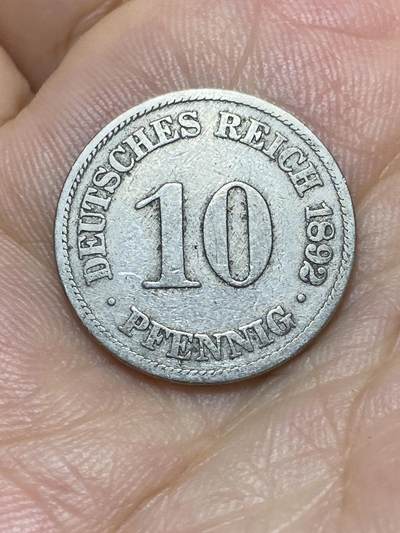 DEUTSCHES REICH 1892
10
· PFENNIG ·